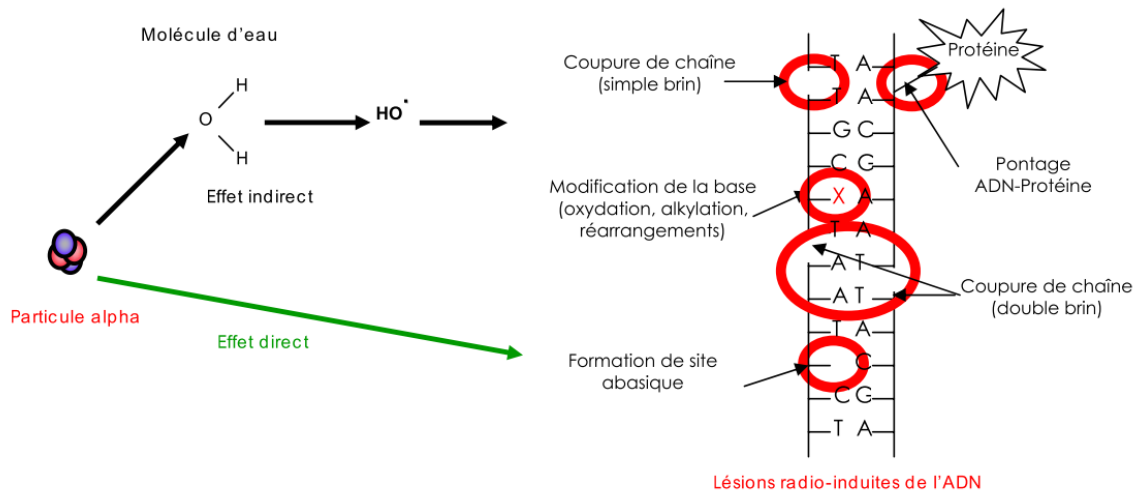 Molécule d'eau
H
O
H
HO•
Effet indirect
Particule alpha
Effet direct
Coupure de chaîne
(simple brin)
Protéine
Pontage
ADN-Protéine
Modification de la base
(oxydation, alkylation,
réarrangements)
Coupure de chaîne
(double brin)
Formation de site
abasique
T A
T A
G C
C G
X A
T A
A T
A T
T A
C
C G
T A
Lésions radio-induites de l'ADN